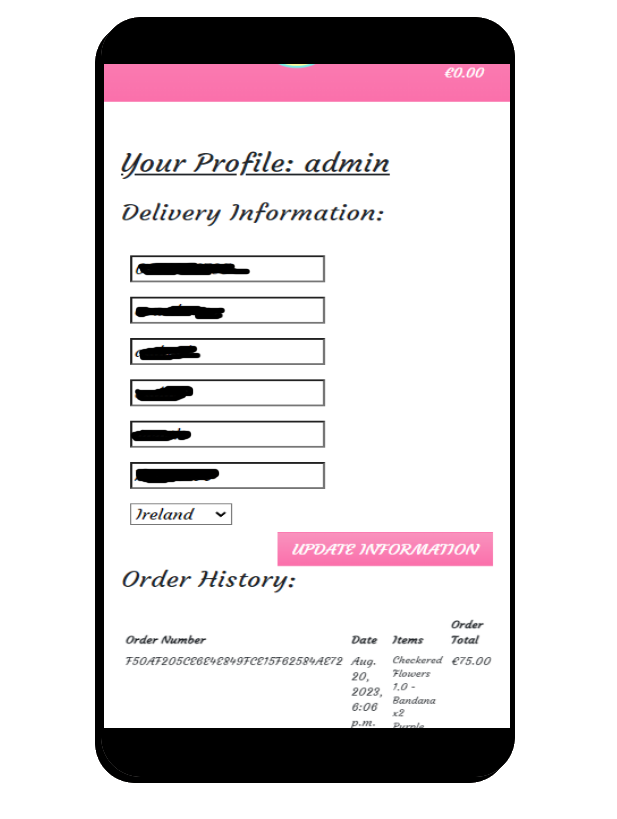 €0.00
Your Profile: admin
Delivery Information:
Ireland
UPDATE INFORMATION
Order History:
Order Number Date Items Order Total
F50AF205CE6E4E849FCE15F62584AE72 Aug. 20, 2023, 6:06 p.m. Checkered Flowers 1.0 - Bandana x2 Purple €75.00